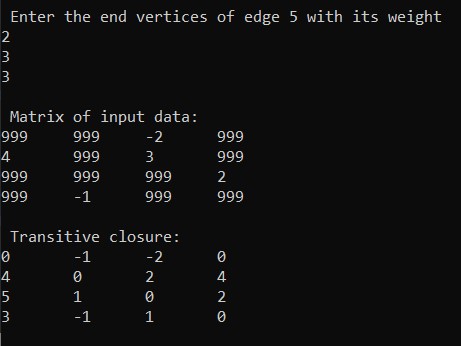 Enter the end vertices of edge 5 with its weight
2
3
3
Matrix of input data:
999 999 -2 999
4 999 3 999
999 999 999 2
999 -1 999 999
Transitive closure:
0 -1 -2 0
4 0 2 4
5 1 0 2
3 -1 1 0